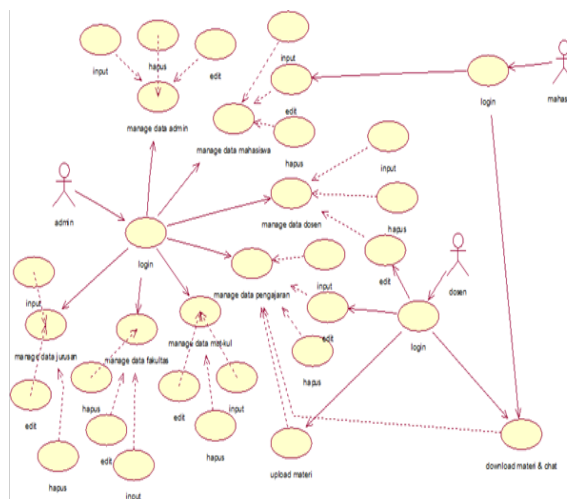 input
hapus
edit
manage data admin
input
edit
hapus
manage data mahasiswa
login
mahas
input
hapus
manage data dosen
edit
admin
login
dosen
input
manage data pengajaran
input
edit
hapus
login
manage data jurusan
edit
hapus
manage data fakultas
hapus
edit
input
manage data matkul
edit
input
hapus
upload materi
download materi & chat